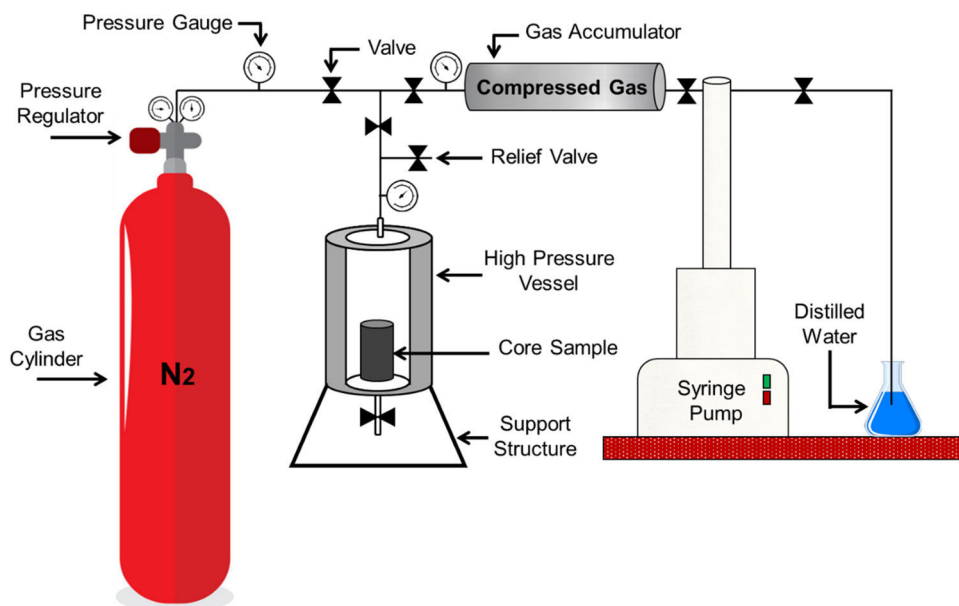 Pressure Gauge
Valve
Gas Accumulator
Compressed Gas
Pressure
Regulator
Relief Valve
High Pressure
Vessel
Distilled
Water
Core Sample
Gas
Cylinder
N2
Syringe
Pump
Support
Structure